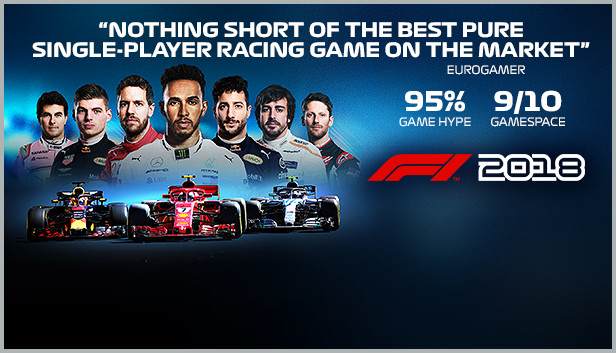 “NOTHING SHORT OF THE BEST PURE
SINGLE-PLAYER RACING GAME ON THE MARKET”
EUROGAMER
95% 9/10
GAME HYPE GAMESPACE
F1 2018
7